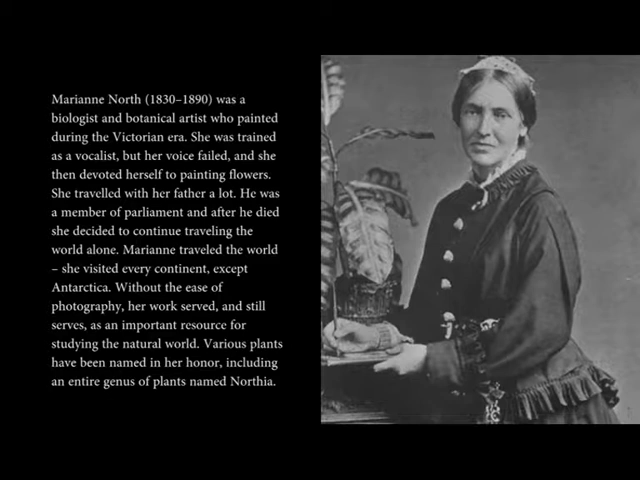 Marianne North (1830–1890) was a
biologist and botanical artist who painted
during the Victorian era. She was trained
as a vocalist, but her voice failed, and she
then devoted herself to painting flowers.
She travelled with her father a lot. He was
a member of parliament and after he died
she decided to continue traveling the
world alone. Marianne traveled the world
– she visited every continent, except
Antarctica. Without the ease of
photography, her work served, and still
serves, as an important resource for
studying the natural world. Various plants
have been named in her honor, including
an entire genus of plants named Northia.